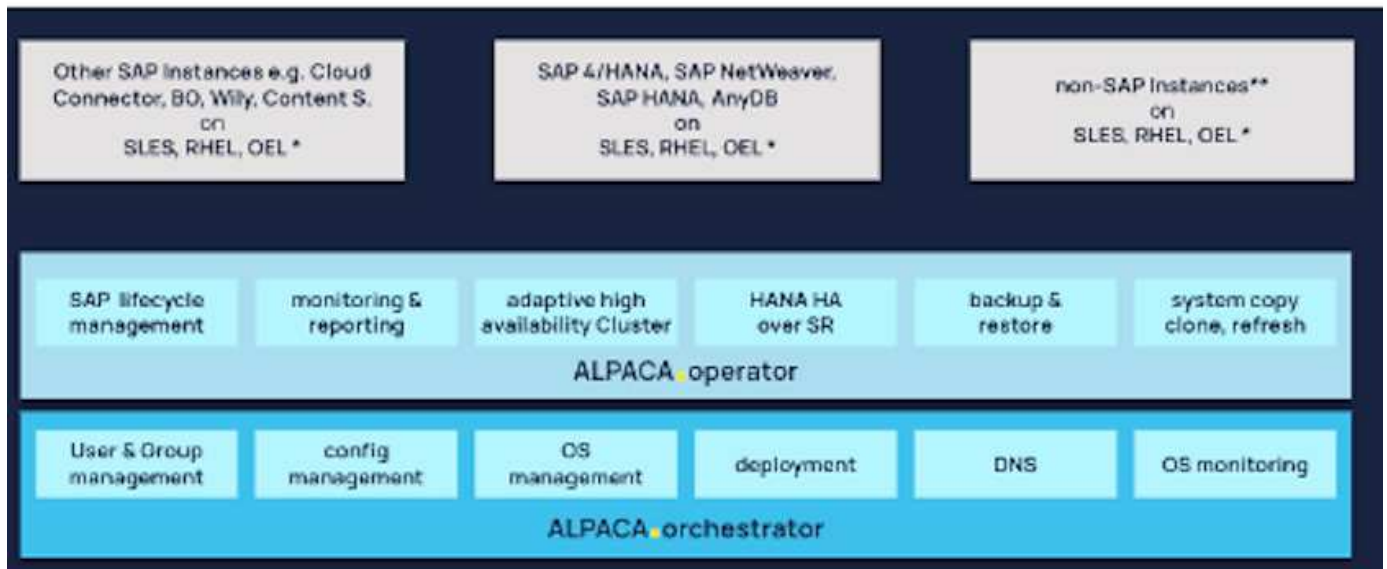 Other SAP Instances e.g. Cloud
Connector, BO, Wily, Content S.
on
SLES, RHEL, OEL *
SAP 4/HANA, SAP NetWeaver,
SAP HANA, AnyDB
on
SLES, RHEL, OEL *
non-SAP Instances**
on
SLES, RHEL, OEL *
SAP lifecycle
management
monitoring &
reporting
adaptive high
availability Cluster
HANA HA
over SR
backup &
restore
system copy
clone, refresh
ALPACA.operator
User & Group
management
config
management
OS
management
deployment
DNS
OS monitoring
ALPACA.orchestrator